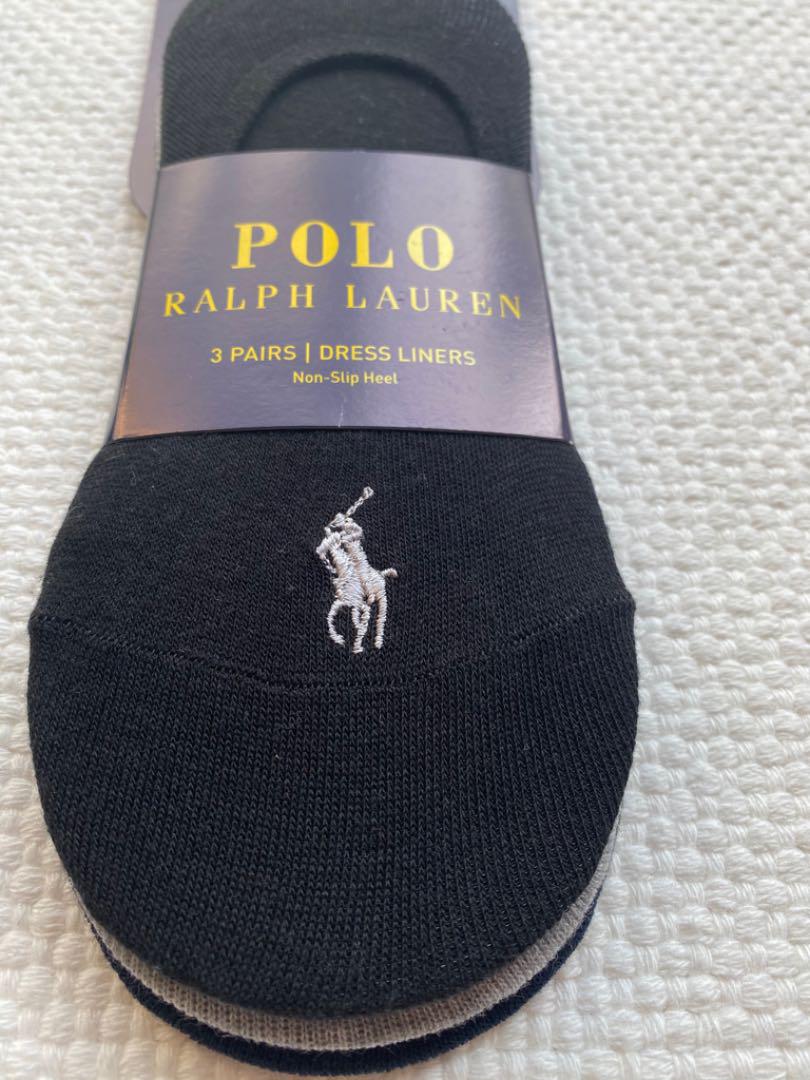 POLO
RALPH LAUREN
3 PAIRS | DRESS LINERS
Non-Slip Heel